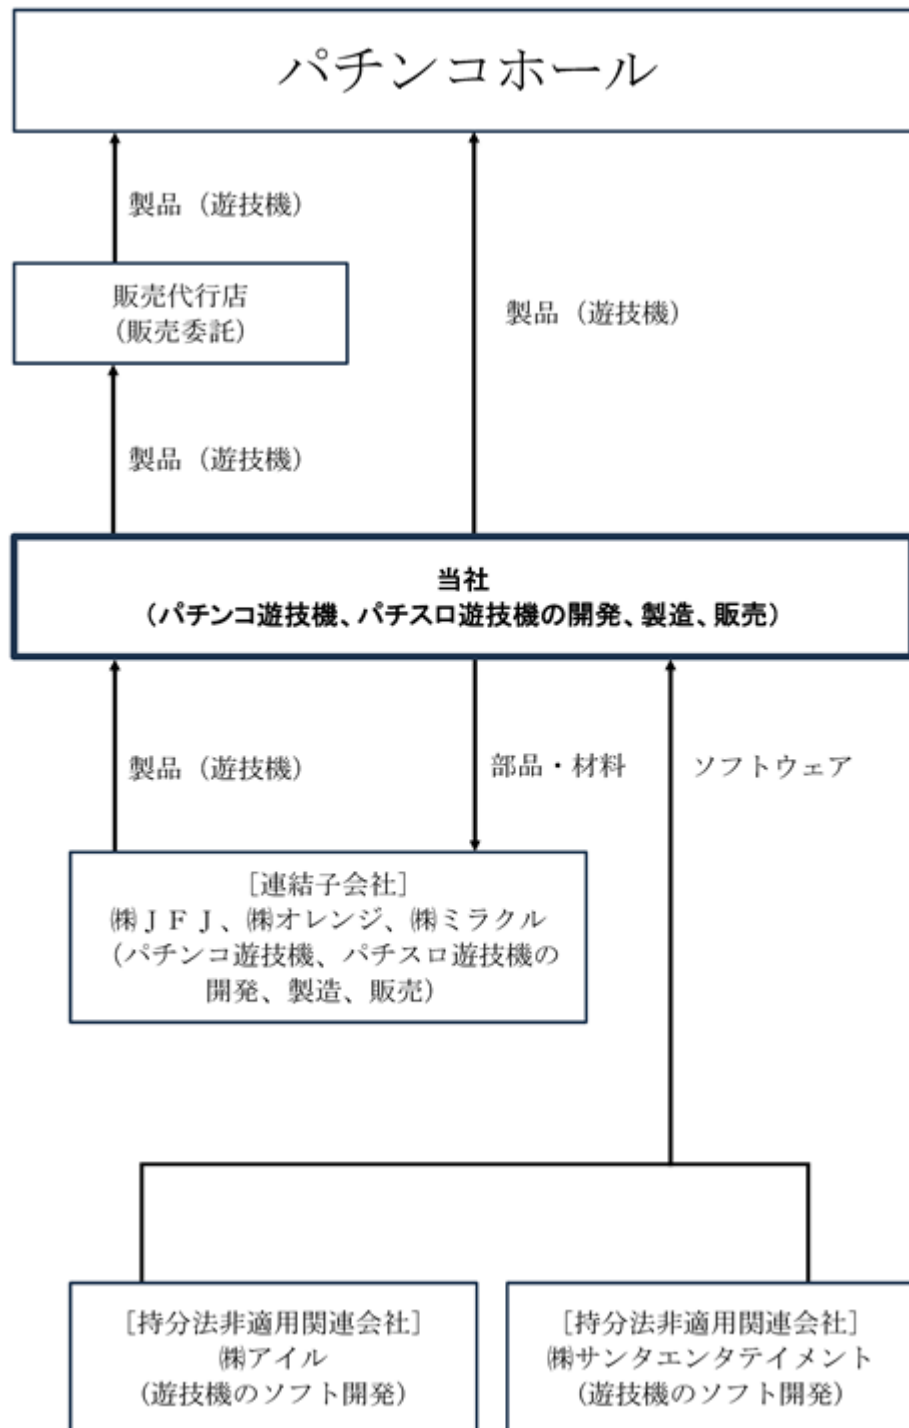 パチンコホール
製品（遊技機）
販売代行店
（販売委託）
製品（遊技機）
製品（遊技機）
当社
（パチンコ遊技機、パチスロ遊技機の開発、製造、販売）
製品（遊技機）
部品・材料
ソフトウェア
［連結子会社］
㈱ＪＦＪ、㈱オレンジ、㈱ミラクル
（パチンコ遊技機、パチスロ遊技機の
開発、製造、販売）
［持分法非適用関連会社］
㈱アイル
（遊技機のソフト開発）
［持分法非適用関連会社］
㈱サンタエンタテイメント
（遊技機のソフト開発）